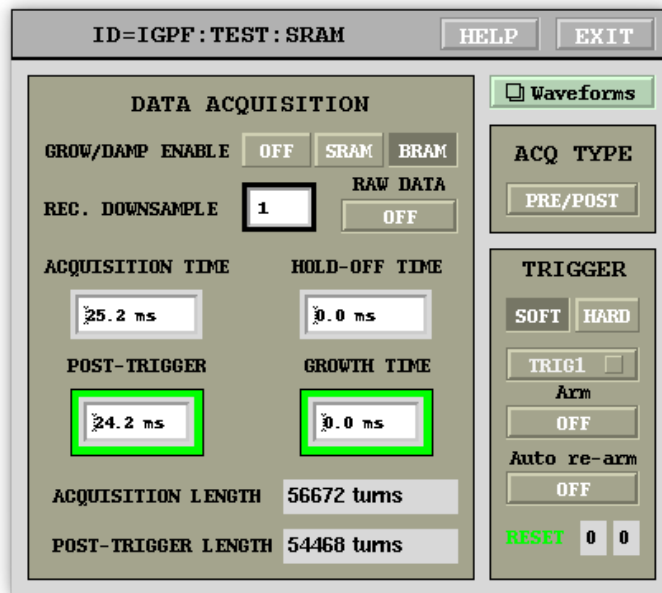 ID=IGPF:TEST:SRAM HELP EXIT
DATA ACQUISITION
GROW/DAMP ENABLE OFF SRAM BRAM
REC. DOWNSAMPLE 1
RAW DATA
OFF
ACQUISITION TIME HOLD-OFF TIME
25.2 ms 0.0 ms
POST-TRIGGER GROWTH TIME
24.2 ms 0.0 ms
ACQUISITION LENGTH 56672 turns
POST-TRIGGER LENGTH 54468 turns
Waveforms
ACQ TYPE
PRE/POST
TRIGGER
SOFT HARD
TRIG1
Arm
OFF
Auto re-arm
OFF
RESET 0 0